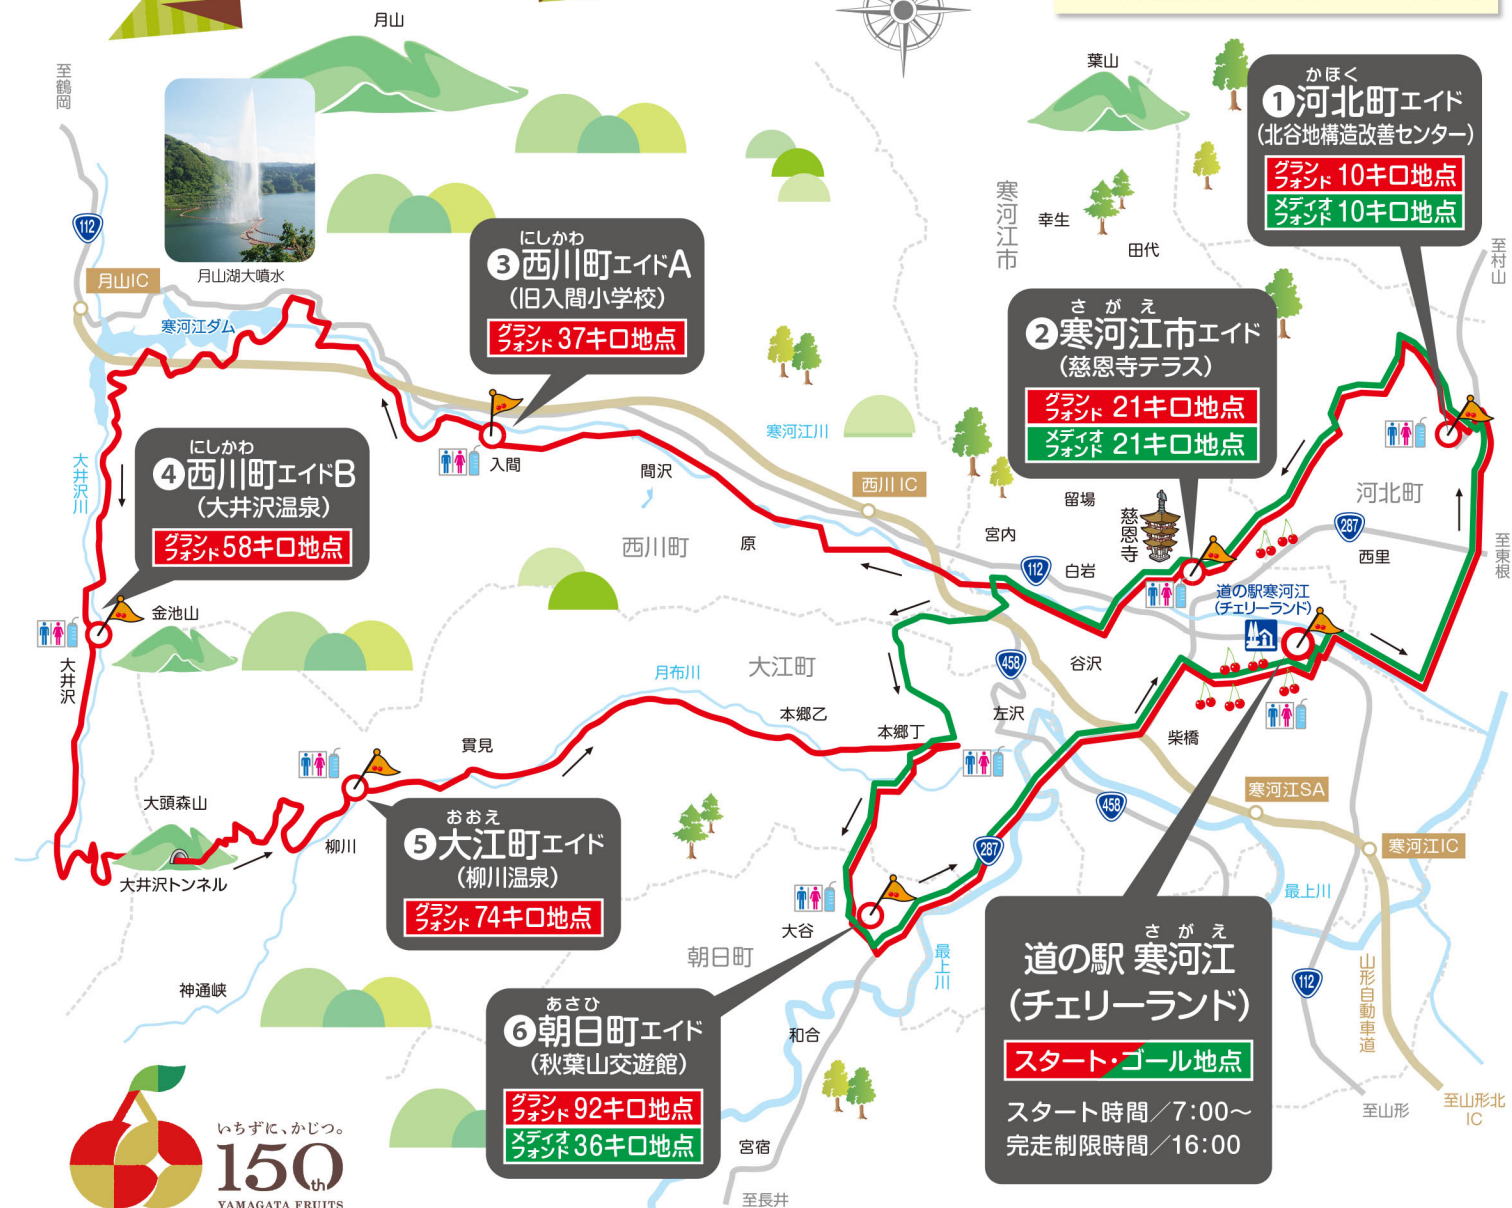 月山
至鶴岡
112
月山IC
月山湖大噴水
寒河江ダム
葉山
かほく
❶河北町エイド
(北谷地構造改善センター)
グランフォンド 10キロ地点
メディオフォンド 10キロ地点
寒河江市
幸生
田代
至村山
にしかわ
❸西川町エイドA
(旧入間小学校)
グランフォンド 37キロ地点
さがえ
❷寒河江市エイド
(慈恩寺テラス)
グランフォンド 21キロ地点
メディオフォンド 21キロ地点
にしかわ
❹西川町エイドB
(大井沢温泉)
グランフォンド 58キロ地点
大井沢川
入間
間沢
寒河江川
西川IC
西川町
原
宮内
留場
慈恩寺
112
白岩
河北町
287
西里
至東根
道の駅寒河江
(チェリーランド)
金池山
大井沢
月布川
大江町
458
谷沢
左沢
本郷乙
本郷丁
貫見
柴橋
大頭森山
大井沢トンネル
柳川
おおえ
❺大江町エイド
(柳川温泉)
グランフォンド 74キロ地点
寒河江SA
458
287
寒河江IC
最上川
大谷
朝日町
最上川
神通峡
あさひ
❻朝日町エイド
(秋葉山交遊館)
グランフォンド 92キロ地点
メディオフォンド 36キロ地点
和合
宮宿
至長井
さがえ
道の駅 寒河江
(チェリーランド)
スタート・ゴール地点
スタート時間／7:00〜
完走制限時間／16:00
112
山形自動車道
至山形
至山形北IC
いちずに、かじつ。
150th
YAMAGATA FRUITS